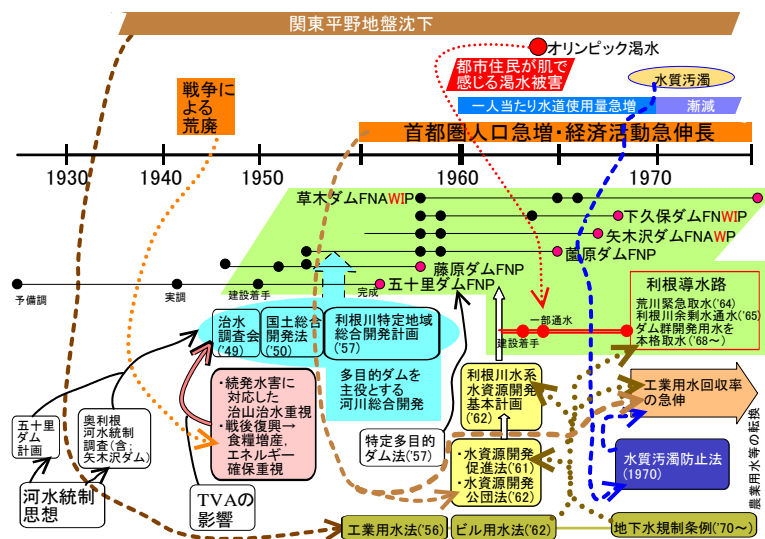 関東平野地盤沈下
オリンピック渇水
都市住民が肌で
感じる渇水被害
水質汚濁
戦争に
よる
荒廃
一人当たり水道使用量急増
漸減
首都圏人口急増・経済活動急伸長
1930
1940
1950
1960
1970
草木ダムFNAWIP
下久保ダムFNWIP
矢木沢ダムFNAWP
薗原ダムFNP
藤原ダムFNP
五十里ダムFNP
予備調
実調
建設着手
完成
利根導水路
荒川緊急取水('64)
利根川余剰水通水('65)
ダム群開発用水を
本格取水('68～)
一部通水
建設着手
治水
調査会
('49)
国土総合
開発法
('50)
利根川特定地域
総合開発計画
('57)
多目的ダムを
主役とする
河川総合開発
利根川水系
水資源開発
基本計画
('62)
工業用水回収率
の急伸
・続発水害に
対応した
治山治水重視
・戦後復興→
食糧増産,
エネルギー
確保重視
五十里
ダム
計画
奥利根
河水統制
調査(含:
矢木沢ダム)
特定多目的
ダム法('57)
・水資源開発
促進法('61)
・水資源開発
公団法('62)
水質汚濁防止法
(1970)
農業用水等の転換
河水統制
思想
TVAの
影響
工業用水法('56)
ビル用水法('62)
地下水規制条例('70～)